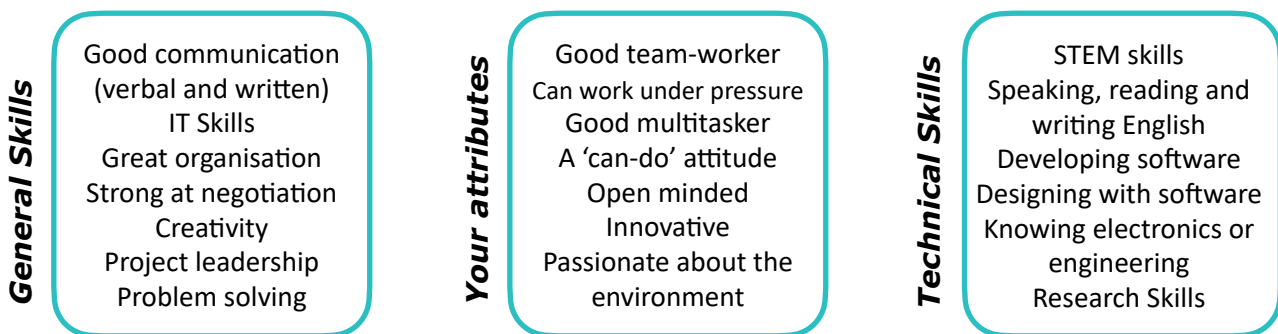 General Skills
Good communication
(verbal and written)
IT Skills
Great organisation
Strong at negotiation
Creativity
Project leadership
Problem solving
Your attributes
Good team-worker
Can work under pressure
Good multitasker
A ‘can-do’ attitude
Open minded
Innovative
Passionate about the
environment
Technical Skills
STEM skills
Speaking, reading and
writing English
Developing software
Designing with software
Knowing electronics or
engineering
Research Skills